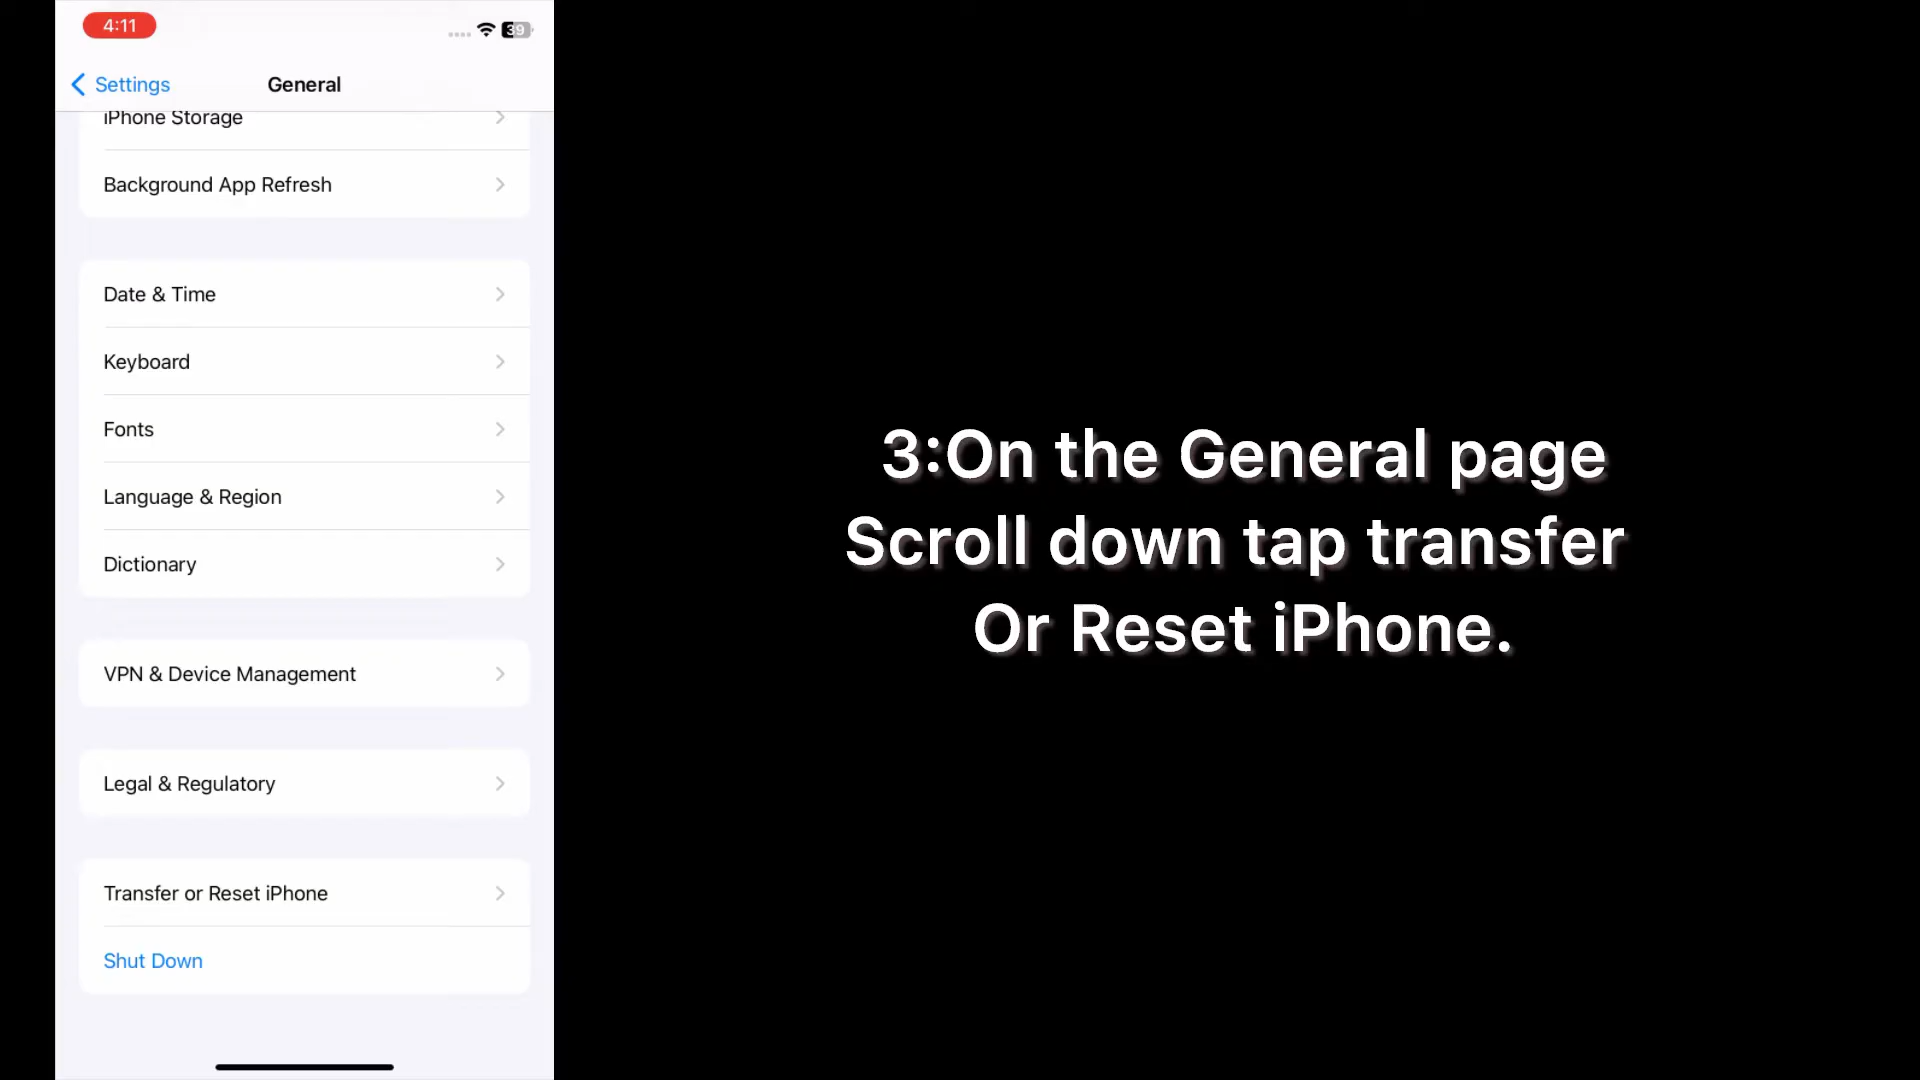 4:11
39
Settings
General
iPhone Storage
Background App Refresh
Date & Time
Keyboard
Fonts
Language & Region
Dictionary
VPN & Device Management
Legal & Regulatory
Transfer or Reset iPhone
Shut Down
3:On the General page
Scroll down tap transfer
Or Reset iPhone.